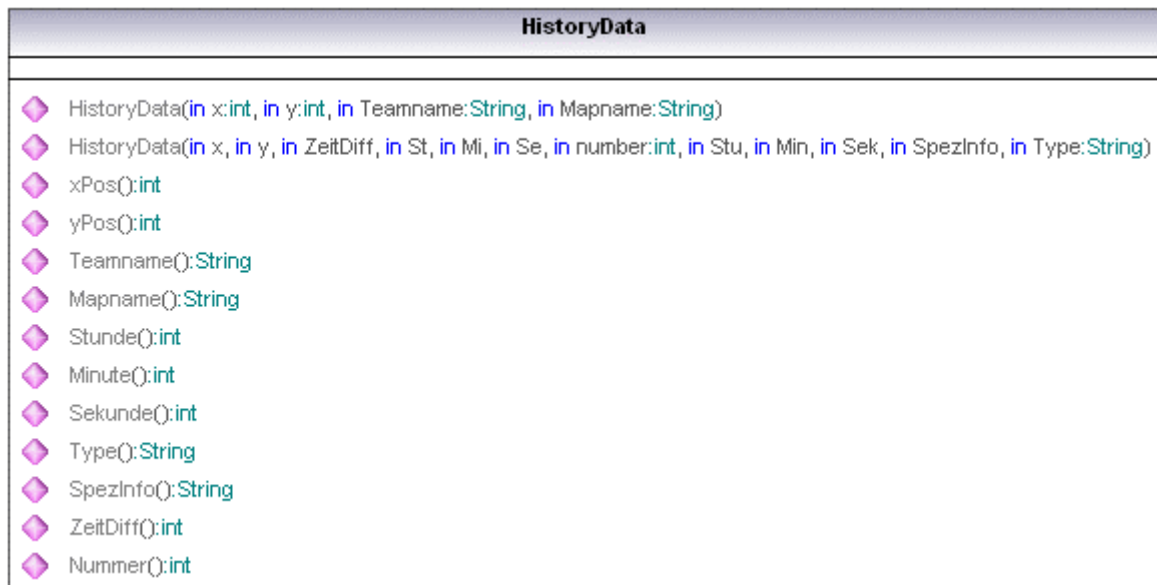 HistoryData
HistoryData(in x:int, in y:int, in Teamname:String, in Mapname:String)
HistoryData(in x, in y, in ZeitDiff, in St, in Mi, in Se, in number:int, in Stu, in Min, in Sek, in SpezInfo, in Type:String)
xPos():int
yPos():int
Teamname():String
Mapname():String
Stunde():int
Minute():int
Sekunde():int
Type():String
SpezInfo():String
ZeitDiff():int
Nummer():int